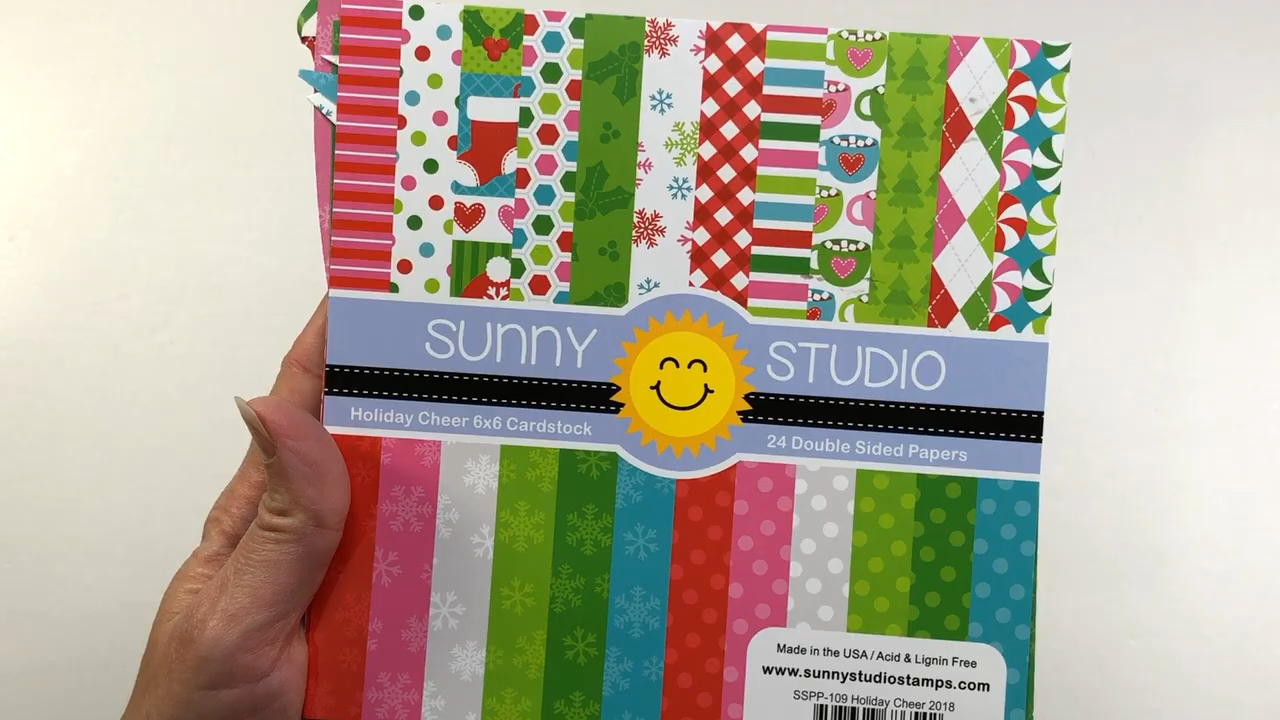 SUNNY STUDIO
Holiday Cheer 6x6 Cardstock
24 Double Sided Papers
Made in the USA / Acid & Lignin Free
www.sunnystudiostamps.com
SSPP-109 Holiday Cheer 2018